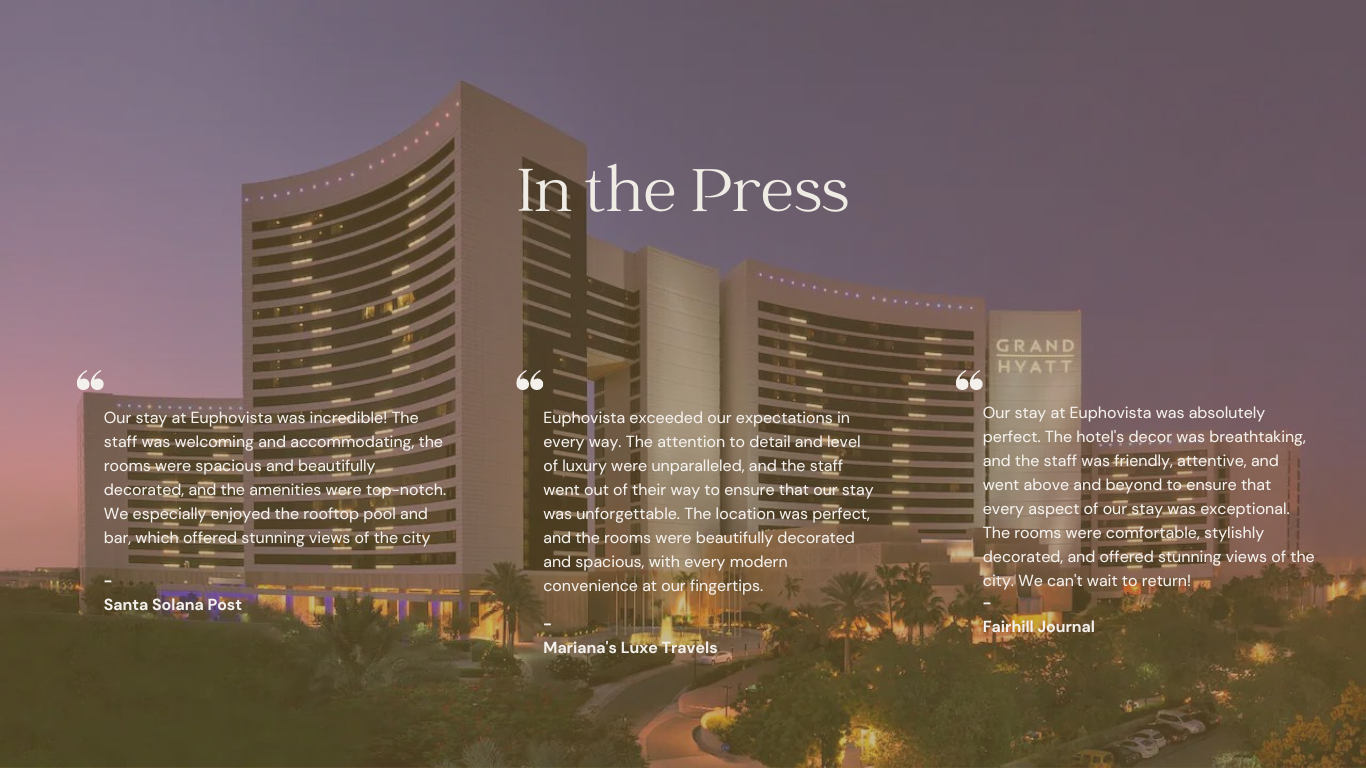 In the Press
GRAND
HYATT
“
Our stay at Euphovista was incredible! The
staff was welcoming and accommodating, the
rooms were spacious and beautifully
decorated, and the amenities were top-notch.
We especially enjoyed the rooftop pool and
bar, which offered stunning views of the city
–
Santa Solana Post
“
Euphovista exceeded our expectations in
every way. The attention to detail and level
of luxury were unparalleled, and the staff
went out of their way to ensure that our stay
was unforgettable. The location was perfect,
and the rooms were beautifully decorated
and spacious, with every modern
convenience at our fingertips.
–
Mariana's Luxe Travels
“
Our stay at Euphovista was absolutely
perfect. The hotel's decor was breathtaking,
and the staff was friendly, attentive, and
went above and beyond to ensure that
every aspect of our stay was exceptional.
The rooms were comfortable, stylishly
decorated, and offered stunning views of the
city. We can't wait to return!
–
Fairhill Journal